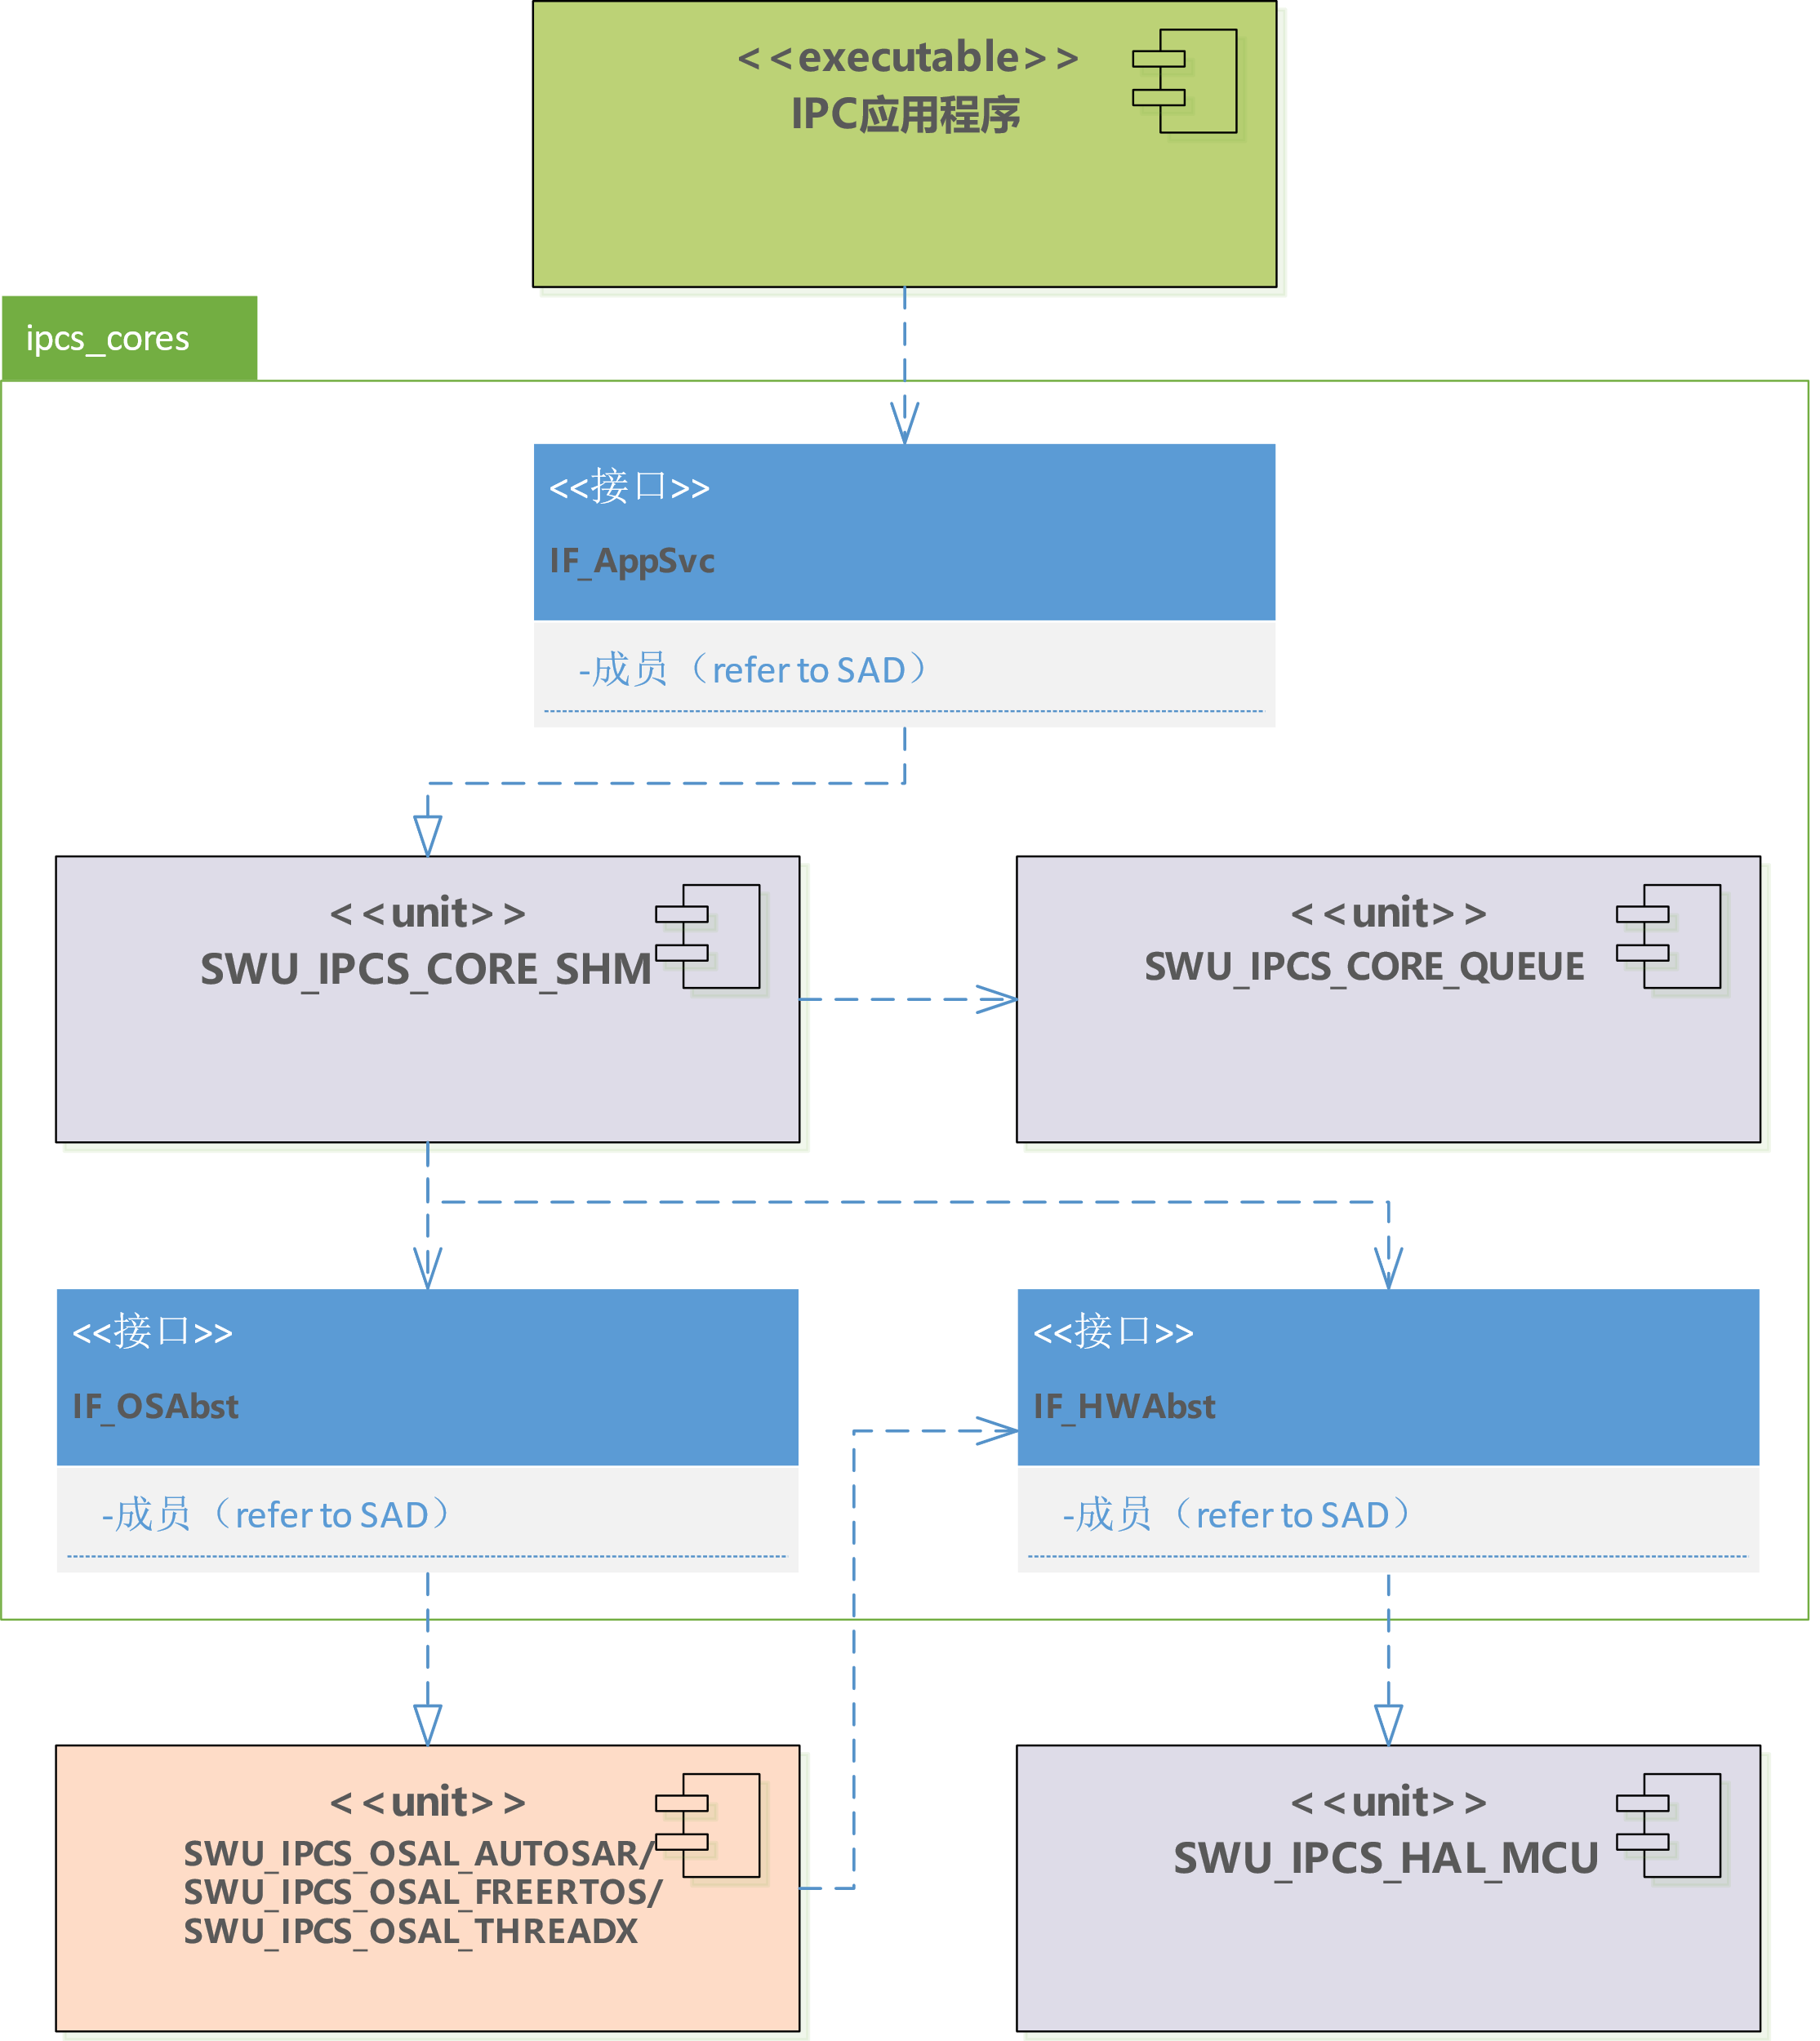 <<executable>>
IPC应用程序
ipcs_cores
<<接口>>
IF_AppSvc
-成员（refer to SAD）
<<unit>>
SWU_IPCS_CORE_SHM
<<unit>>
SWU_IPCS_CORE_QUEUE
<<接口>>
IF_OSAbst
-成员（refer to SAD）
<<接口>>
IF_HWAbst
-成员（refer to SAD）
<<unit>>
SWU_IPCS_OSAL_AUTOSAR/
SWU_IPCS_OSAL_FREERTOS/
SWU_IPCS_OSAL_THREADX
<<unit>>
SWU_IPCS_HAL_MCU